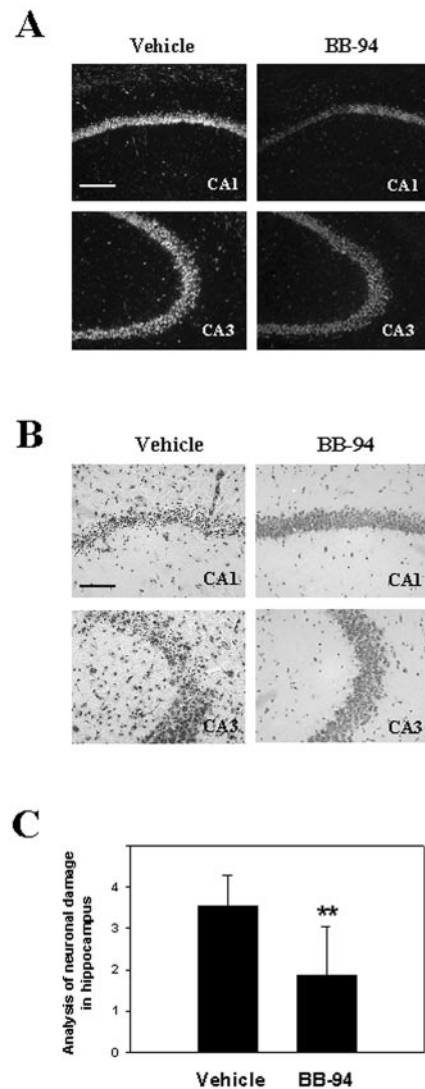 A
Vehicle BB-94
CA1 CA1
CA3 CA3
B
Vehicle BB-94
CA1 CA1
CA3 CA3
C
Analysis of neuronal damage
in hippocampus
4
3
2
1
0
**
Vehicle BB-94